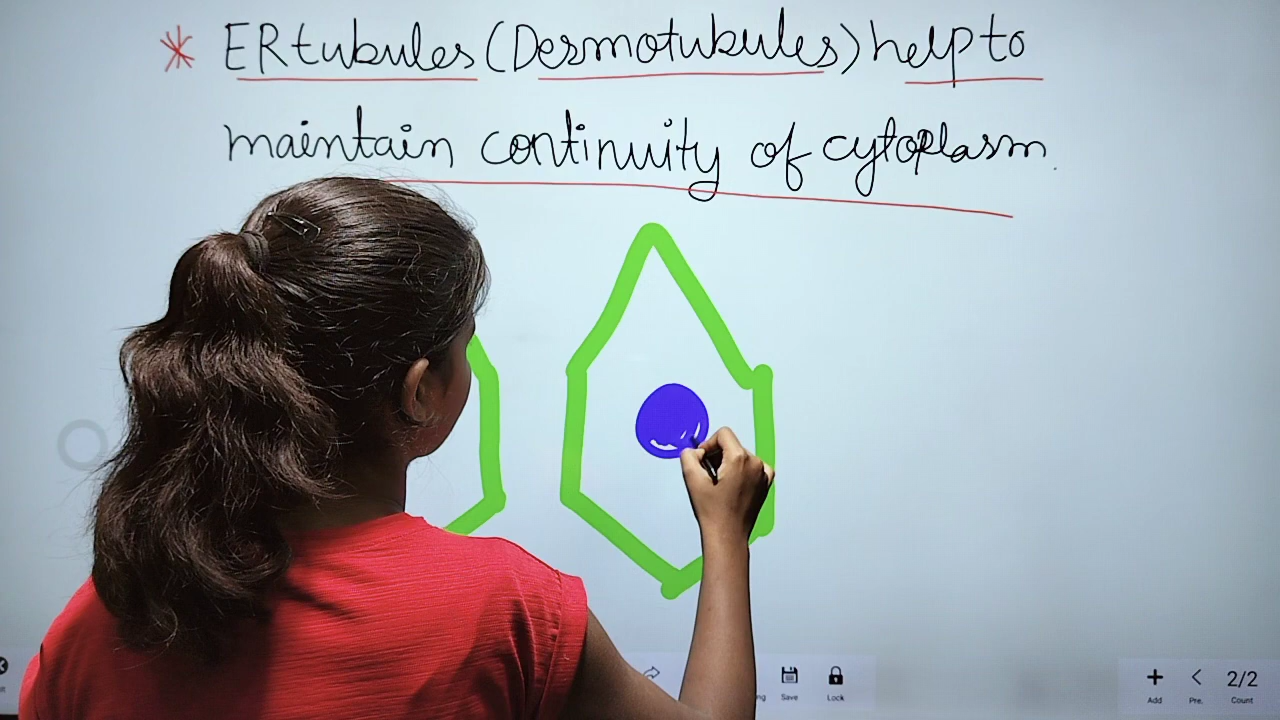 * ER tubules (Desmotubules) help to
maintain continuity of cytoplasm.
Save
Lock
Add
Pre.
2/2
Count